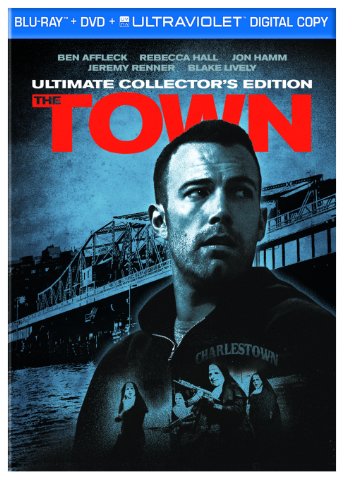 BLU-RAY + DVD + ULTRAVIOLET DIGITAL COPY
BEN AFFLECK REBECCA HALL JON HAMM
JEREMY RENNER BLAKE LIVELY
ULTIMATE COLLECTOR'S EDITION
THE
TOWN
CHARLESTOWN